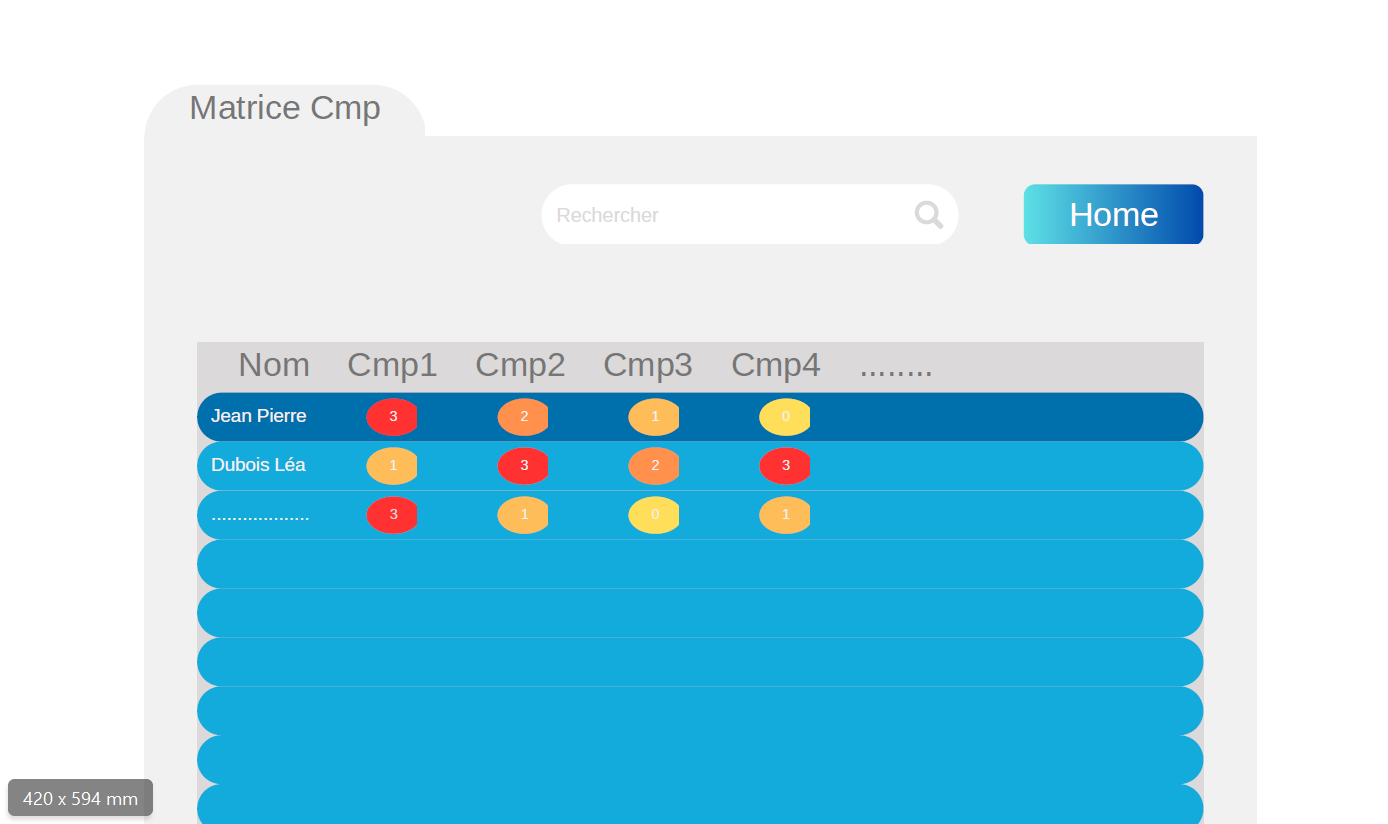 Matrice Cmp
Rechercher
Home
Nom Cmp1 Cmp2 Cmp3 Cmp4 ........
Jean Pierre 3 2 1 0
Dubois Léa 1 3 2 3
................... 3 1 0 1
420 x 594 mm